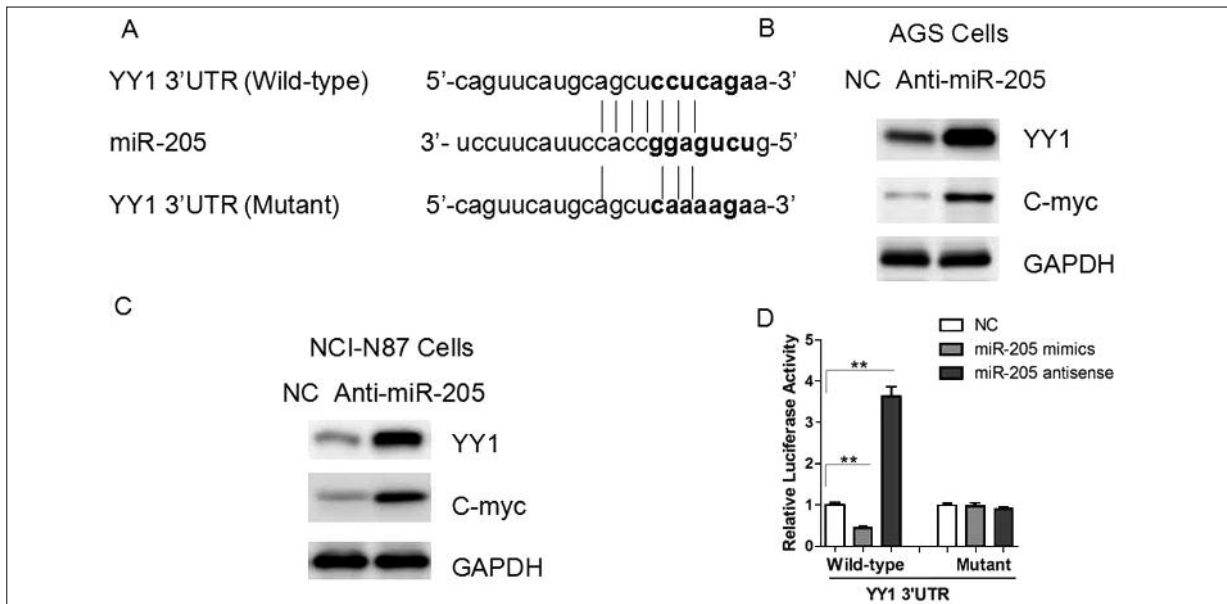 A
YY1 3'UTR (Wild-type) 5'-caguucaugcagcuccucagaa-3'
miR-205 3'- uccuucauuccaccggagucug-5'
YY1 3'UTR (Mutant) 5'-caguucaugcagcucaaaagaa-3'
B
AGS Cells
NC Anti-miR-205
YY1
C-myc
GAPDH
C
NCI-N87 Cells
NC Anti-miR-205
YY1
C-myc
GAPDH
D
NC
miR-205 mimics
miR-205 antisense
Relative Luciferase Activity
5
4
3
2
1
0
**
**
Wild-type Mutant
YY1 3'UTR